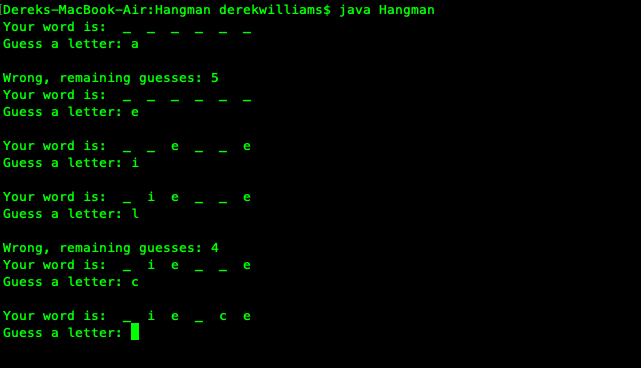 [Dereks-MacBook-Air:Hangman derekwilliams$ java Hangman
Your word is:  _  _  _  _  _  _
Guess a letter: a
Wrong, remaining guesses: 5
Your word is:  _  _  _  _  _  _
Guess a letter: e
Your word is:  _  _  e  _  _  e
Guess a letter: i
Your word is:  _  i  e  _  _  e
Guess a letter: l
Wrong, remaining guesses: 4
Your word is:  _  i  e  _  _  e
Guess a letter: c
Your word is:  _  i  e  _  c  e
Guess a letter: